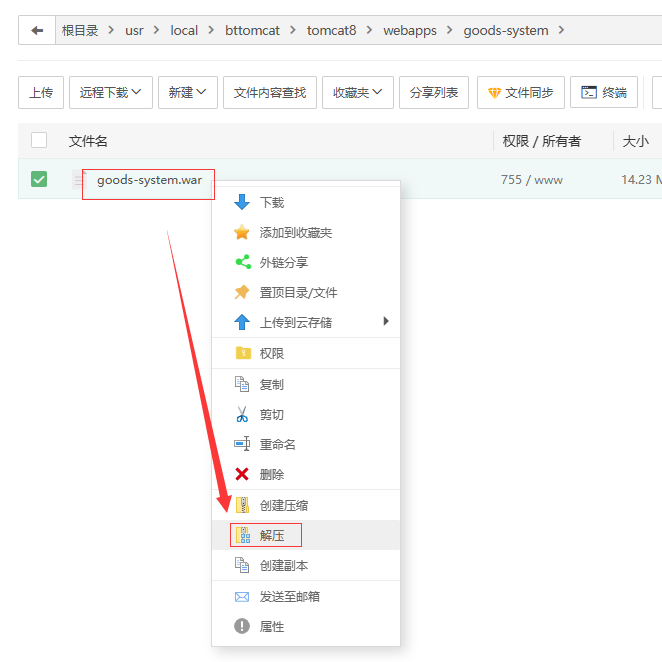 根目录 > usr > local > bttomcat > tomcat8 > webapps > goods-system >
上传 远程下载 新建 文件内容查找 收藏夹 分享列表 文件同步 终端
文件名 权限 / 所有者 大小
goods-system.war 755 / www 14.23 M
下载
添加到收藏夹
外链分享
置顶目录/文件
上传到云存储
权限
复制
剪切
重命名
删除
创建压缩
解压
创建副本
发送至邮箱
属性